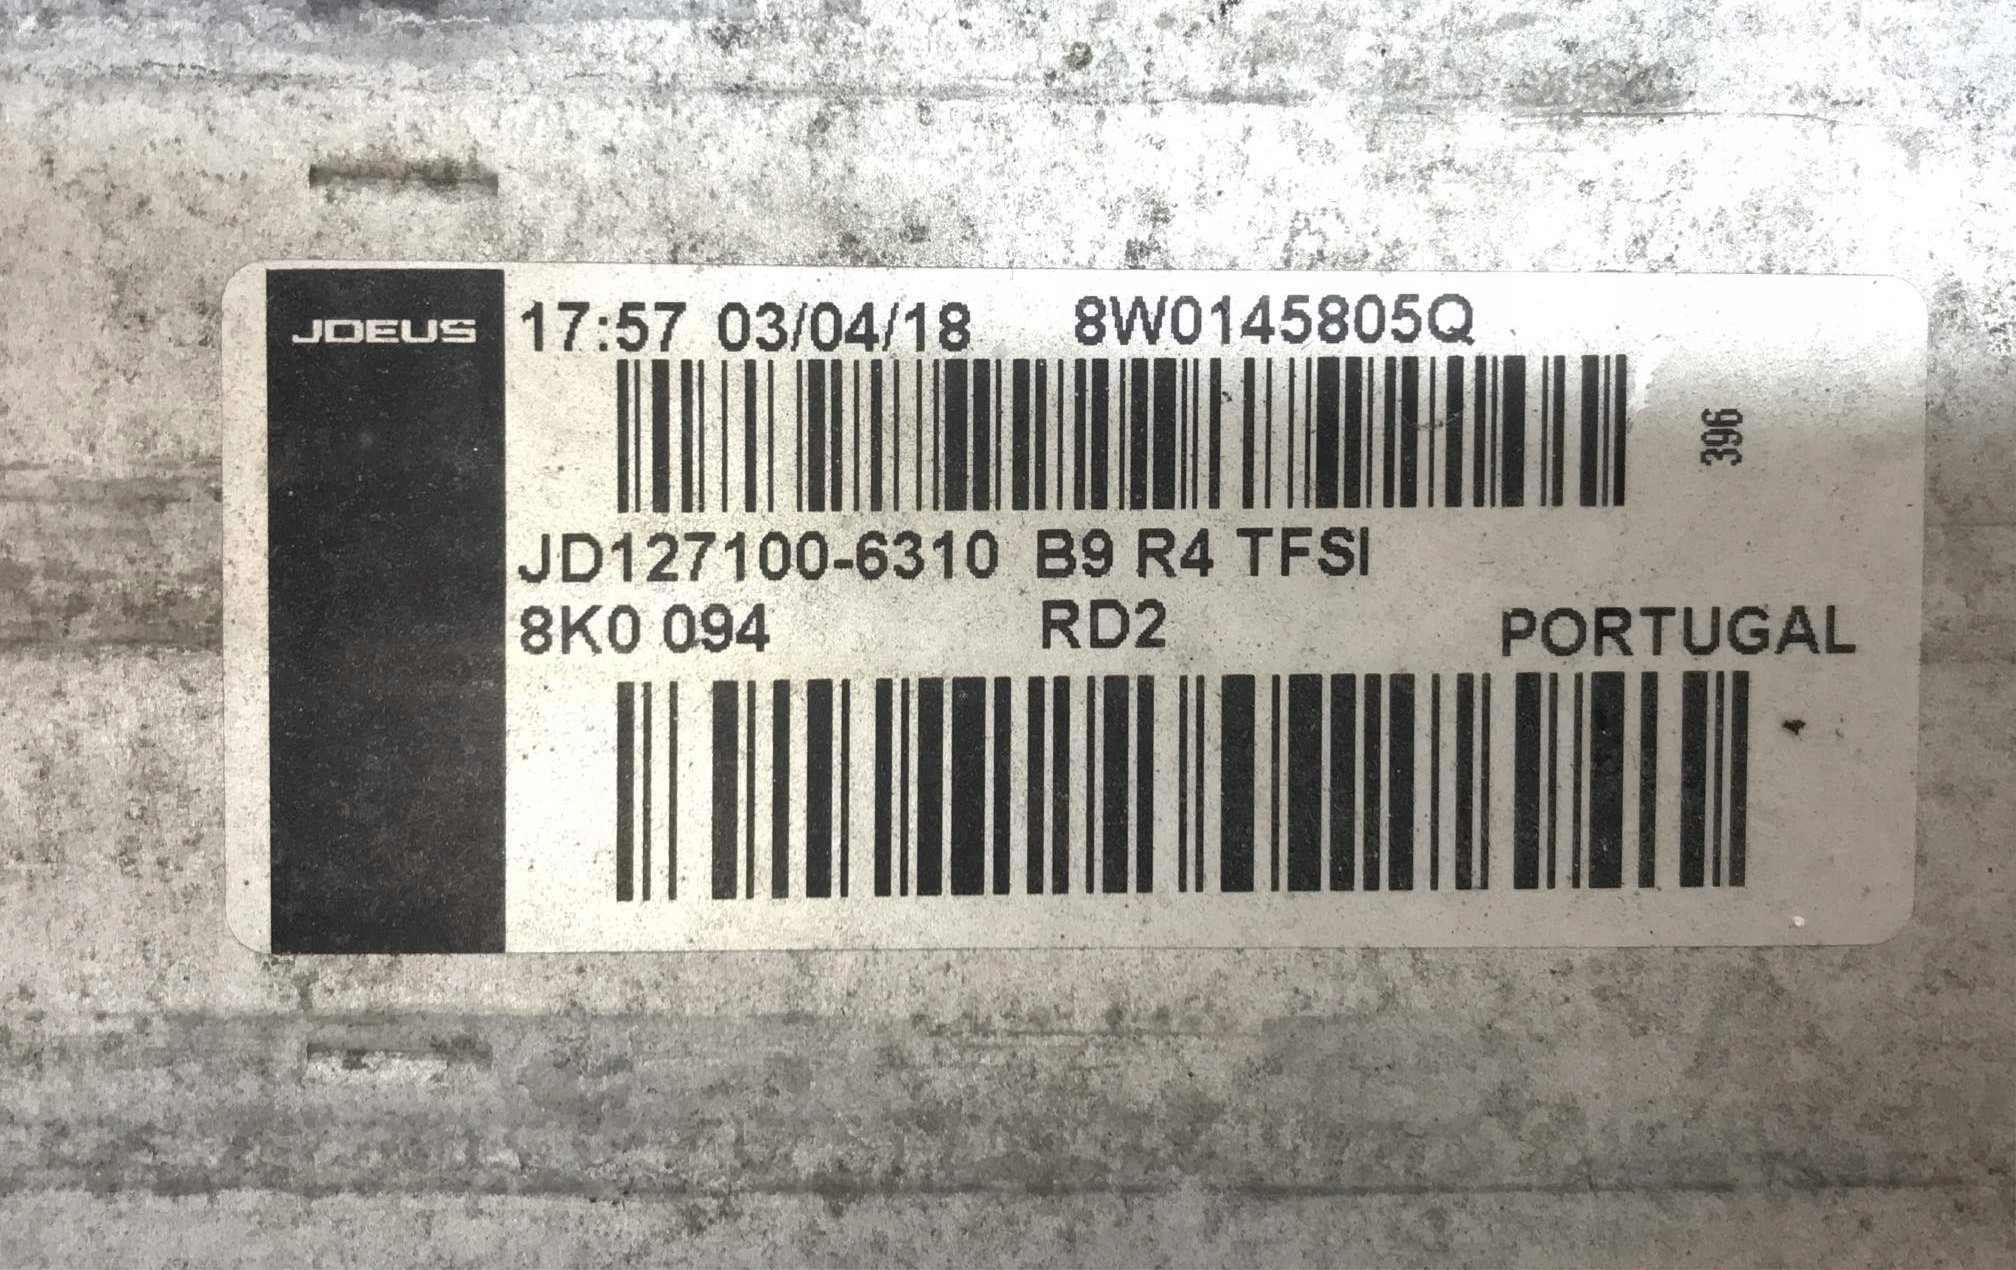 JDEUS 17:57 03/04/18 8W0145805Q
396
JD127100-6310 B9 R4 TFSI
8K0 094 RD2 PORTUGAL